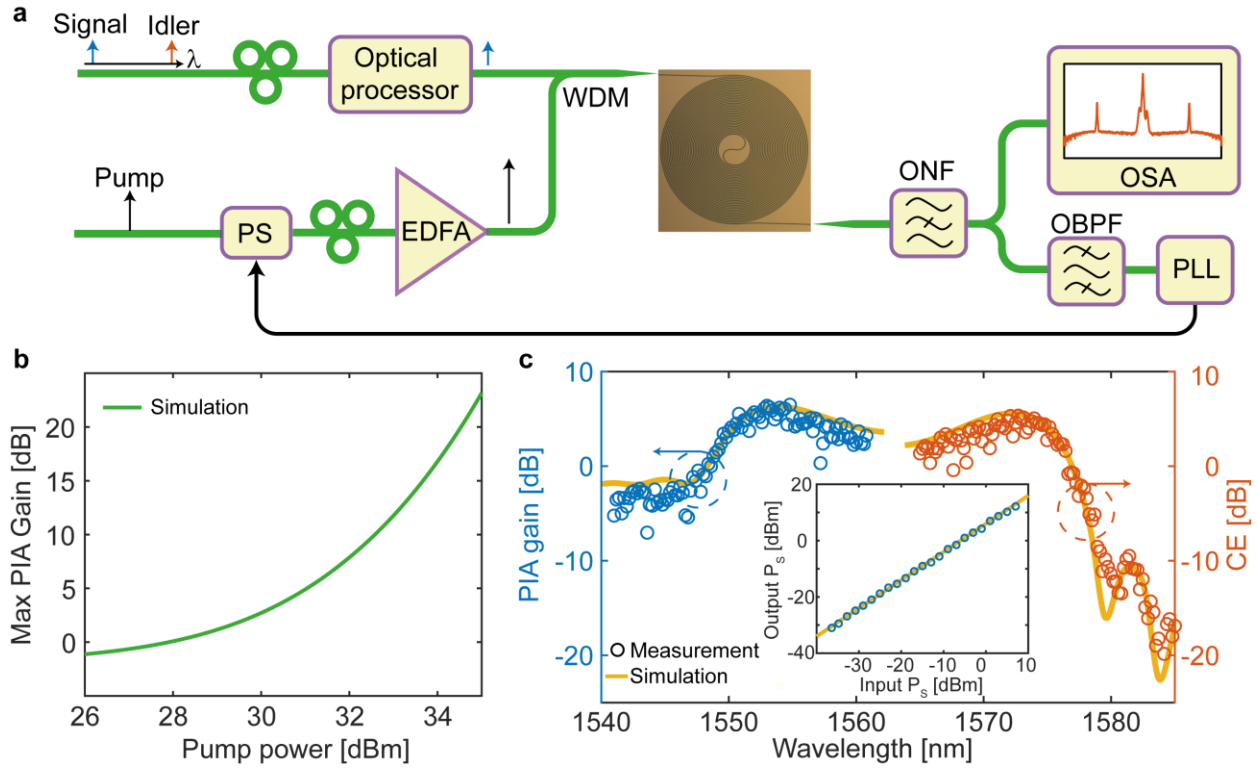 a
Signal
Idler
λ
Optical
processor
WDM
Pump
PS
EDFA
ONF
OSA
OBPF
PLL
b
Max PIA Gain [dB]
20
15
10
5
0
Simulation
26
28
30
32
34
Pump power [dBm]
c
PIA gain [dB]
10
0
-10
-20
Measurement
Simulation
Output PS [dBm]
20
0
-20
-40
-30
-20
-10
0
10
Input PS [dBm]
10
0
-10
-20
CE [dB]
1540
1550
1560
1570
1580
Wavelength [nm]